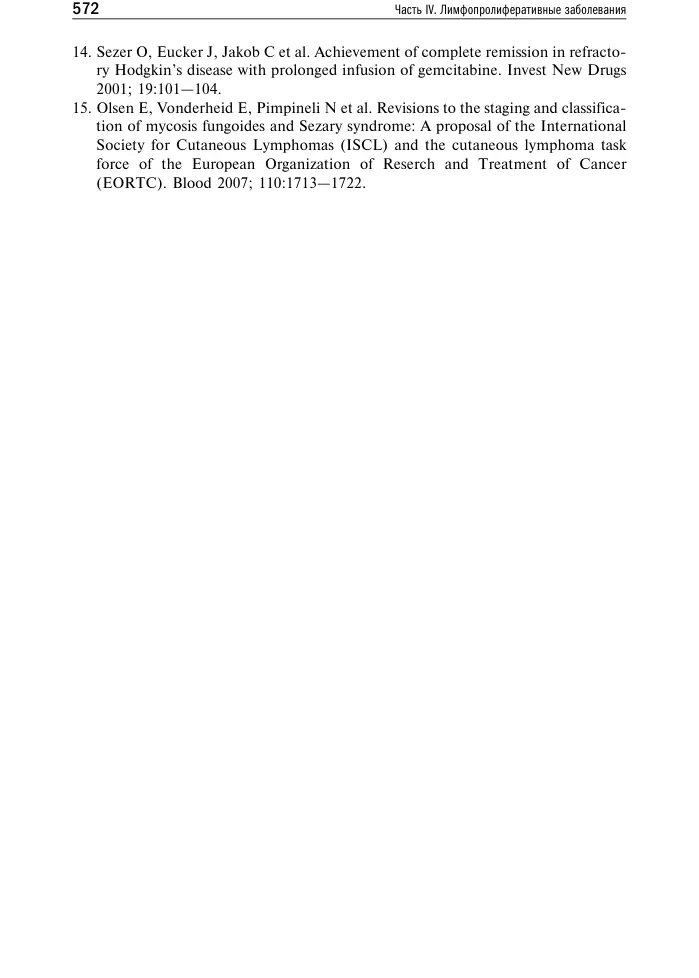 572
Часть IV. Лимфопролиферативные заболевания
14. Sezer O, Eucker J, Jakob C et al. Achievement of complete remission in refracto-
ry Hodgkin’s disease with prolonged infusion of gemcitabine. Invest New Drugs
2001; 19:101—104.
15. Olsen E, Vonderheid E, Pimpineli N et al. Revisions to the staging and classifica-
tion of mycosis fungoides and Sezary syndrome: A proposal of the International
Society for Cutaneous Lymphomas (ISCL) and the cutaneous lymphoma task
force of the European Organization of Reserch and Treatment of Cancer
(EORTC). Blood 2007; 110:1713—1722.